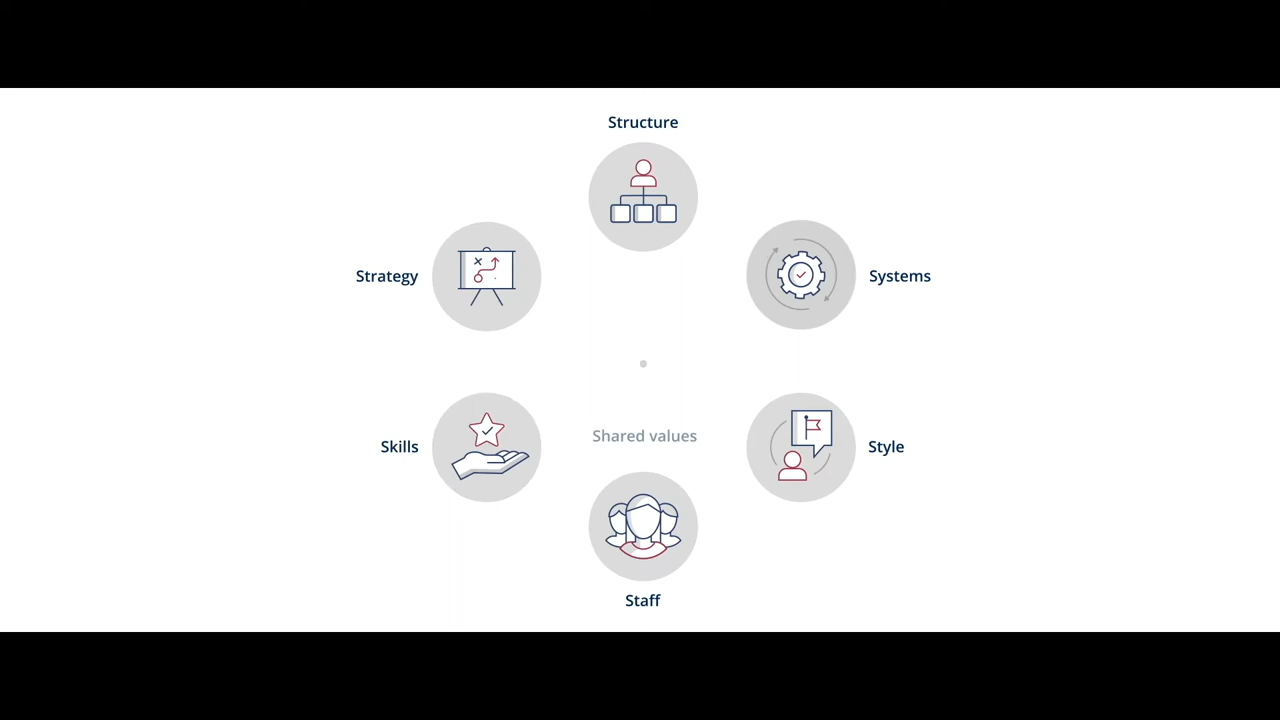 Structure
Strategy
Systems
Shared values
Skills
Style
Staff